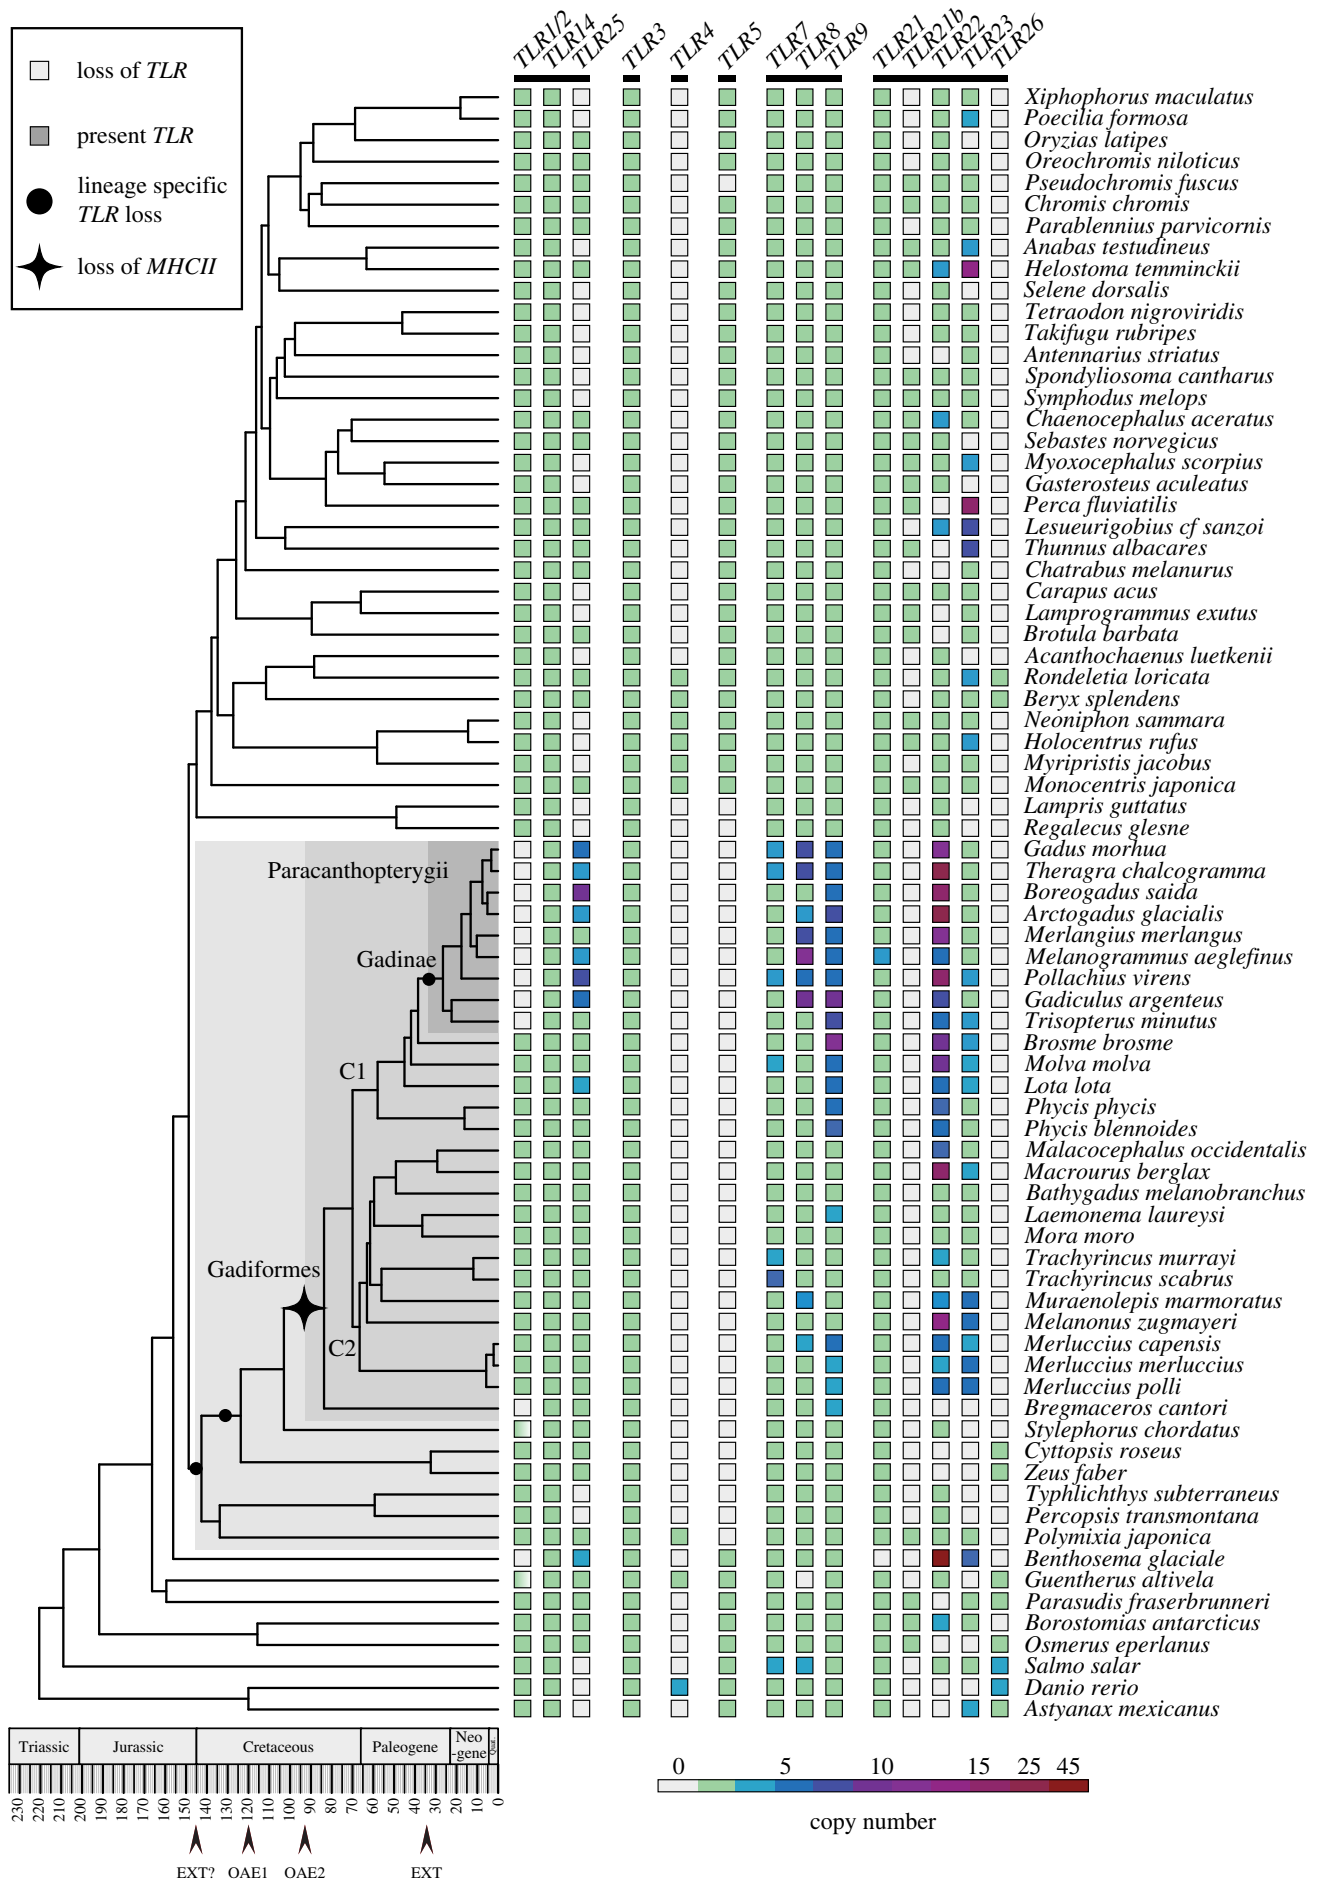 loss of TLR
present TLR
lineage specific
TLR loss
loss of MHCII
TLR1/2
TLR14
TLR25
TLR3
TLR4
TLR5
TLR7
TLR8
TLR9
TLR21
TLR21b
TLR22
TLR23
TLR26
Xiphophorus maculatus
Poecilia formosa
Oryzias latipes
Oreochromis niloticus
Pseudochromis fuscus
Chromis chromis
Parablennius parvicornis
Anabas testudineus
Helostoma temminckii
Selene dorsalis
Tetraodon nigroviridis
Takifugu rubripes
Antennarius striatus
Spondyliosoma cantharus
Symphodus melops
Chaenocephalus aceratus
Sebastes norvegicus
Myoxocephalus scorpius
Gasterosteus aculeatus
Perca fluviatilis
Lesueurigobius cf sanzoi
Thunnus albacares
Chatrabus melanurus
Carapus acus
Lamprogrammus exutus
Brotula barbata
Acanthochaenus luetkenii
Rondeletia loricata
Beryx splendens
Neoniphon sammara
Holocentrus rufus
Myripristis jacobus
Monocentris japonica
Lampris guttatus
Regalecus glesne
Gadus morhua
Paracanthopterygii
Theragra chalcogramma
Boreogadus saida
Arctogadus glacialis
Merlangius merlangus
Gadinae
Melanogrammus aeglefinus
Pollachius virens
Gadiculus argenteus
Trisopterus minutus
Brosme brosme
C1
Molva molva
Lota lota
Phycis phycis
Phycis blennoides
Malacocephalus occidentalis
Macrourus berglax
Bathygadus melanobranchus
Laemonema laureysi
Mora moro
Trachyrincus murrayi
Gadiformes
Trachyrincus scabrus
Muraenolepis marmoratus
Melanonus zugmayeri
C2
Merluccius capensis
Merluccius merluccius
Merluccius polli
Bregmaceros cantori
Stylephorus chordatus
Cyttopsis roseus
Zeus faber
Typhlichthys subterraneus
Percopsis transmontana
Polymixia japonica
Benthosema glaciale
Guentherus altivela
Parasudis fraserbrunneri
Borostomias antarcticus
Osmerus eperlanus
Salmo salar
Danio rerio
Astyanax mexicanus
Triassic
Jurassic
Cretaceous
Paleogene
Neo
-gene
Quat.
230 220 210 200 190 180 170 160 150 140 130 120 110 100 90 80 70 60 50 40 30 20 10 0
EXT? OAE1 OAE2 EXT
0 5 10 15 25 45
copy number